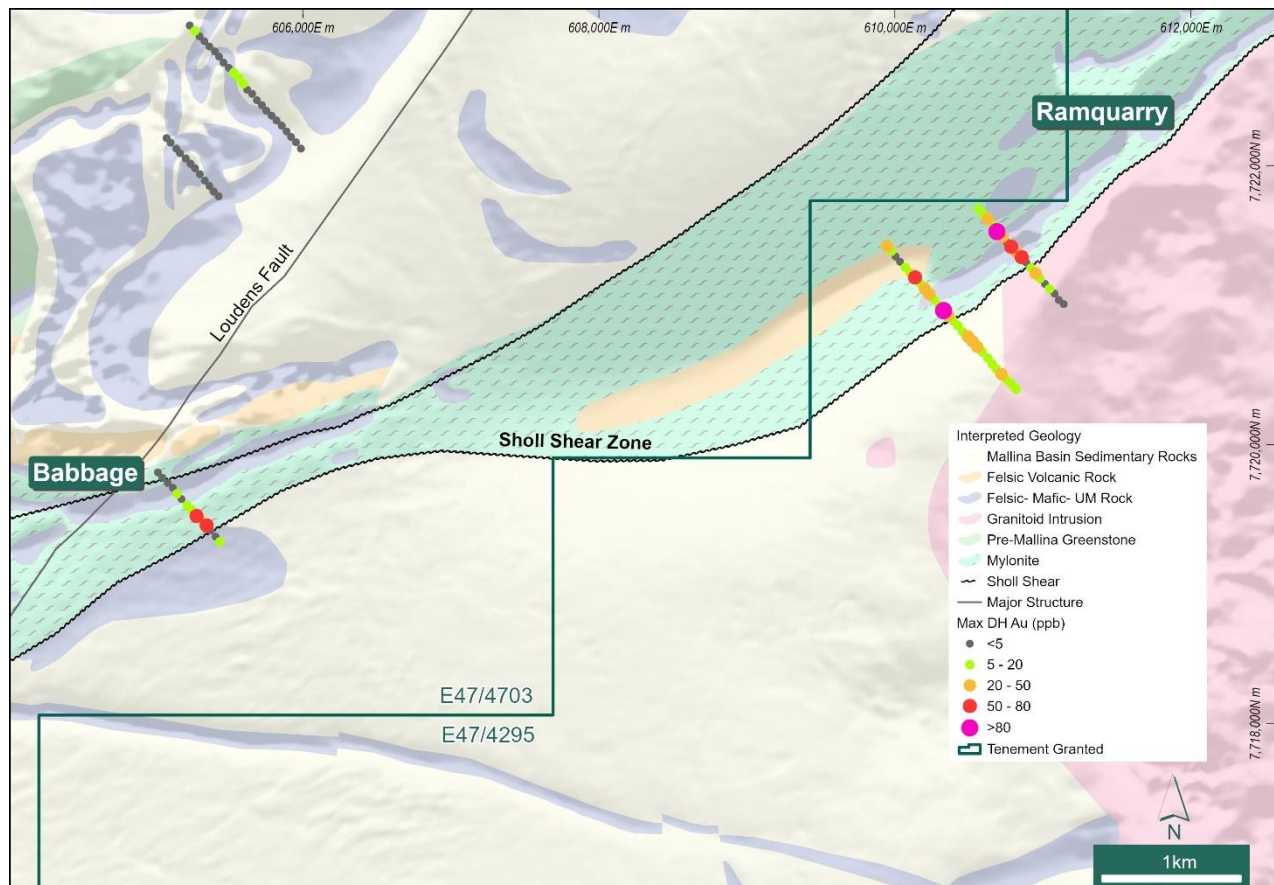 606,000E m
608,000E m
610,000E m
612,000E m
Ramquarry
7,722,000N m
Loudens Fault
Sholl Shear Zone
7,720,000N m
Babbage
Interpreted Geology
Mallina Basin Sedimentary Rocks
Felsic Volcanic Rock
Felsic- Mafic- UM Rock
Granitoid Intrusion
Pre-Mallina Greenstone
Mylonite
Sholl Shear
Major Structure
Max DH Au (ppb)
<5
5 - 20
20 - 50
50 - 80
>80
Tenement Granted
E47/4703
E47/4295
7,718,000N m
N
1km